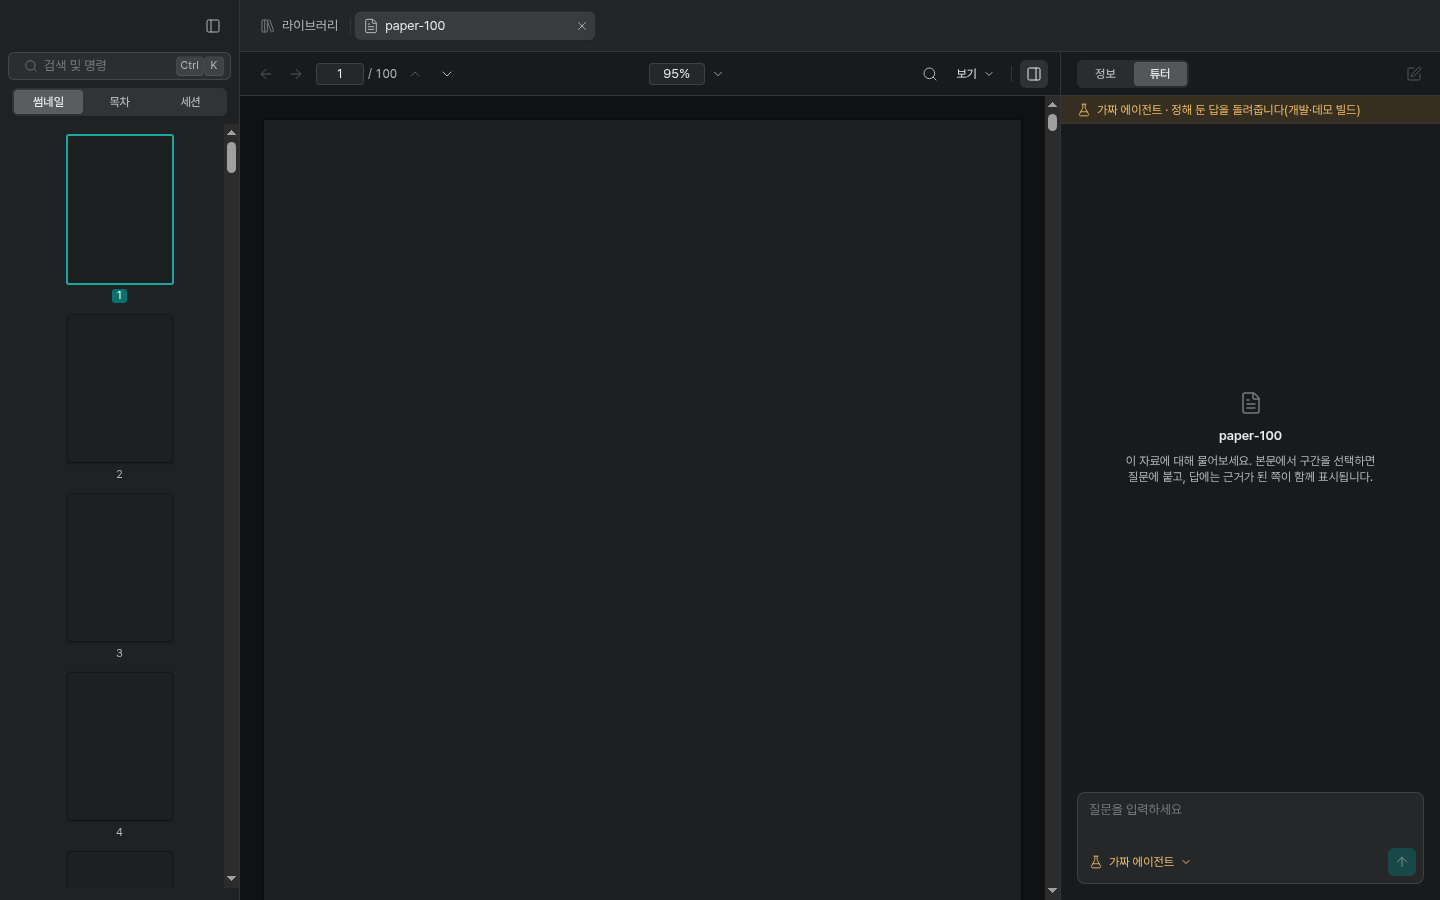 라이브러리
paper-100
검색 및 명령
Ctrl K
1 / 100
95%
보기
정보
튜터
썸네일
목차
세션
가짜 에이전트 · 정해 둔 답을 돌려줍니다(개발·데모 빌드)
1
2
3
4
paper-100
이 자료에 대해 물어보세요. 본문에서 구간을 선택하면
질문에 붙고, 답에는 근거가 된 쪽이 함께 표시됩니다.
질문을 입력하세요
가짜 에이전트